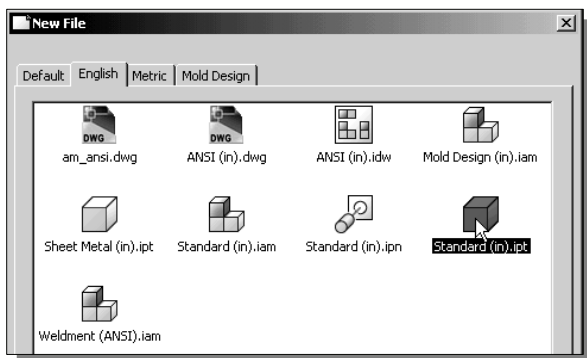 New File
Default English Metric Mold Design
DWG DWG
am_ansi.dwg ANSI (in).dwg ANSI (in).idw Mold Design (in).iam
Sheet Metal (in).ipt Standard (in).iam Standard (in).ipn Standard (in).ipt
Weldment (ANSI).iam